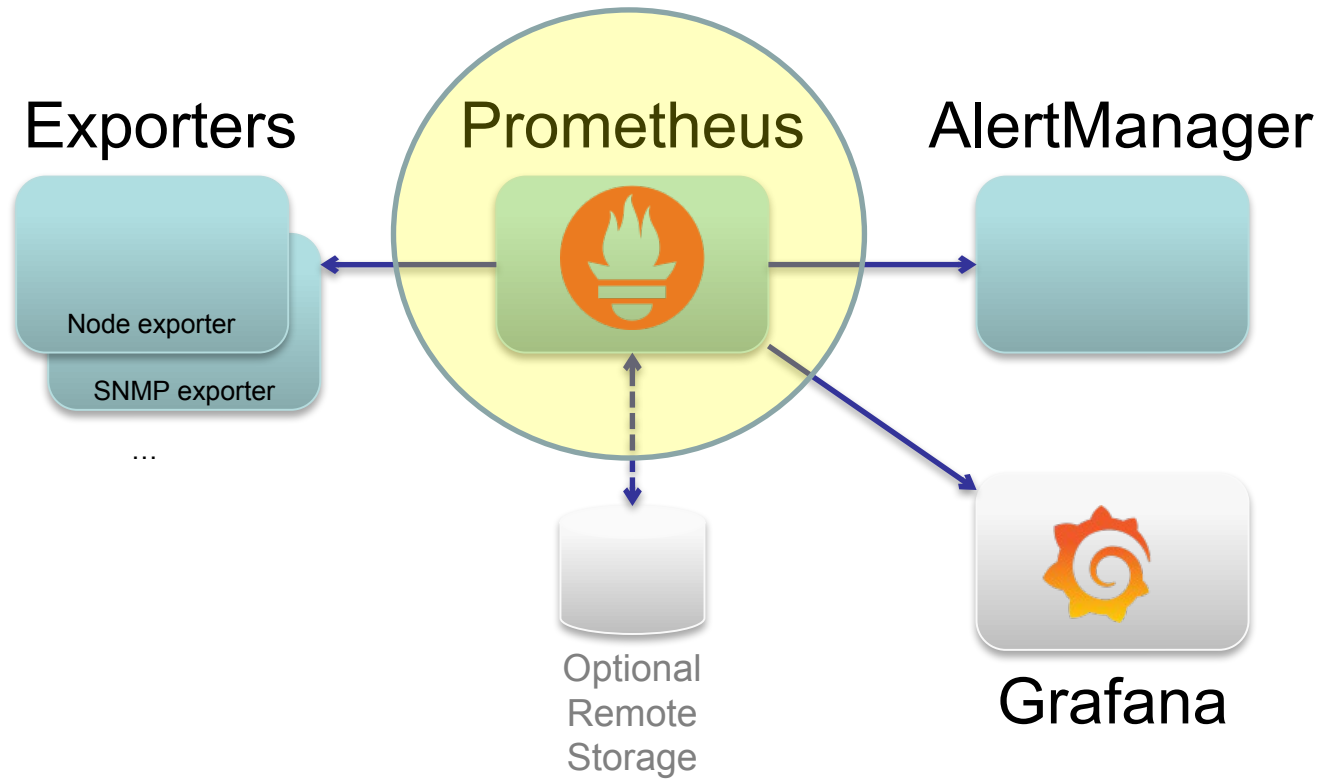 Exporters
Prometheus
AlertManager
Node exporter
SNMP exporter
...
Optional
Remote
Storage
Grafana